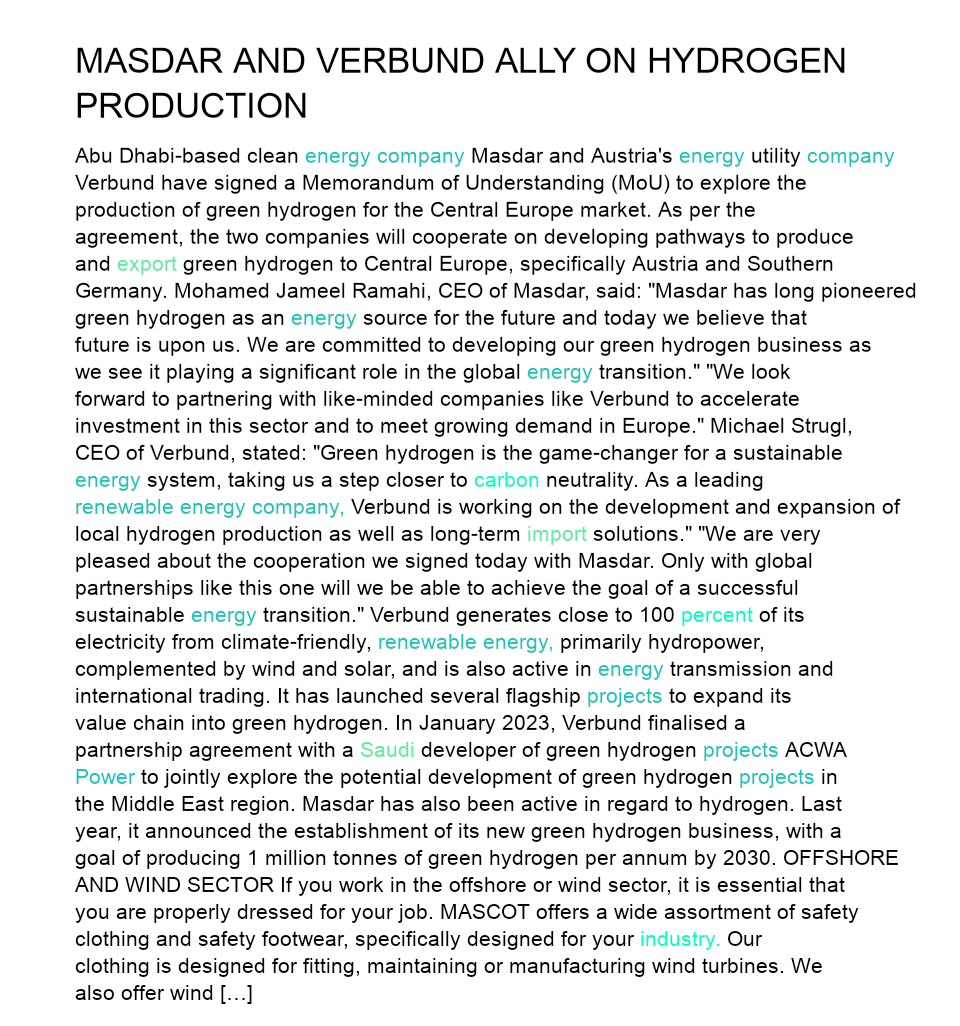 MASDAR AND VERBUND ALLY ON HYDROGEN
PRODUCTION
Abu Dhabi-based clean energy company Masdar and Austria's energy utility company
Verbund have signed a Memorandum of Understanding (MoU) to explore the
production of green hydrogen for the Central Europe market. As per the
agreement, the two companies will cooperate on developing pathways to produce
and export green hydrogen to Central Europe, specifically Austria and Southern
Germany. Mohamed Jameel Ramahi, CEO of Masdar, said: "Masdar has long pioneered
green hydrogen as an energy source for the future and today we believe that
future is upon us. We are committed to developing our green hydrogen business as
we see it playing a significant role in the global energy transition." "We look
forward to partnering with like-minded companies like Verbund to accelerate
investment in this sector and to meet growing demand in Europe." Michael Strugl,
CEO of Verbund, stated: "Green hydrogen is the game-changer for a sustainable
energy system, taking us a step closer to carbon neutrality. As a leading
renewable energy company, Verbund is working on the development and expansion of
local hydrogen production as well as long-term import solutions." "We are very
pleased about the cooperation we signed today with Masdar. Only with global
partnerships like this one will we be able to achieve the goal of a successful
sustainable energy transition." Verbund generates close to 100 percent of its
electricity from climate-friendly, renewable energy, primarily hydropower,
complemented by wind and solar, and is also active in energy transmission and
international trading. It has launched several flagship projects to expand its
value chain into green hydrogen. In January 2023, Verbund finalised a
partnership agreement with a Saudi developer of green hydrogen projects ACWA
Power to jointly explore the potential development of green hydrogen projects in
the Middle East region. Masdar has also been active in regard to hydrogen. Last
year, it announced the establishment of its new green hydrogen business, with a
goal of producing 1 million tonnes of green hydrogen per annum by 2030. OFFSHORE
AND WIND SECTOR If you work in the offshore or wind sector, it is essential that
you are properly dressed for your job. MASCOT offers a wide assortment of safety
clothing and safety footwear, specifically designed for your industry. Our
clothing is designed for fitting, maintaining or manufacturing wind turbines. We
also offer wind […]